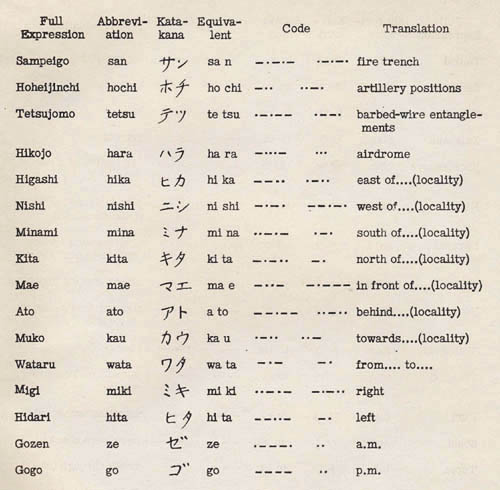 Full Abbrevi- Kata- Equiva- Code Translation
Expression ation kana lent
Sampeigo san サン sa n -.-.- .-.-. fire trench
Hoheijinchi hochi ホチ ho chi -.. ..-. artillery positions
Tetsujomo tetsu テツ te tsu .-.-- .--. barbed-wire entangle-
ments
Hikojo hara ハラ ha ra -... ... airdrome
Higashi hika ヒカ hi ka --..- .-.. east of....(locality)
Nishi nishi ニシ ni shi -.-. --.-. west of....(locality)
Minami mina ミナ mi na ..-.- .-. south of....(locality)
Kita kita キタ ki ta -.-.. -. north of....(locality)
Mae mae マエ ma e -..- -.--- in front of....(locality)
Ato ato アト a to --.-- ..-.. behind....(locality)
Muko kau カウ ka u .-.. ..- towards....(locality)
Wataru wata ワタ wa ta -.- -. from.... to....
Migi miki ミキ mi ki ..-.- -.-.. right
Hidari hita ヒタ hi ta --..- -. left
Gozen ze ゼ ze .---. .. a.m.
Gogo go ゴ go ---- .. p.m.